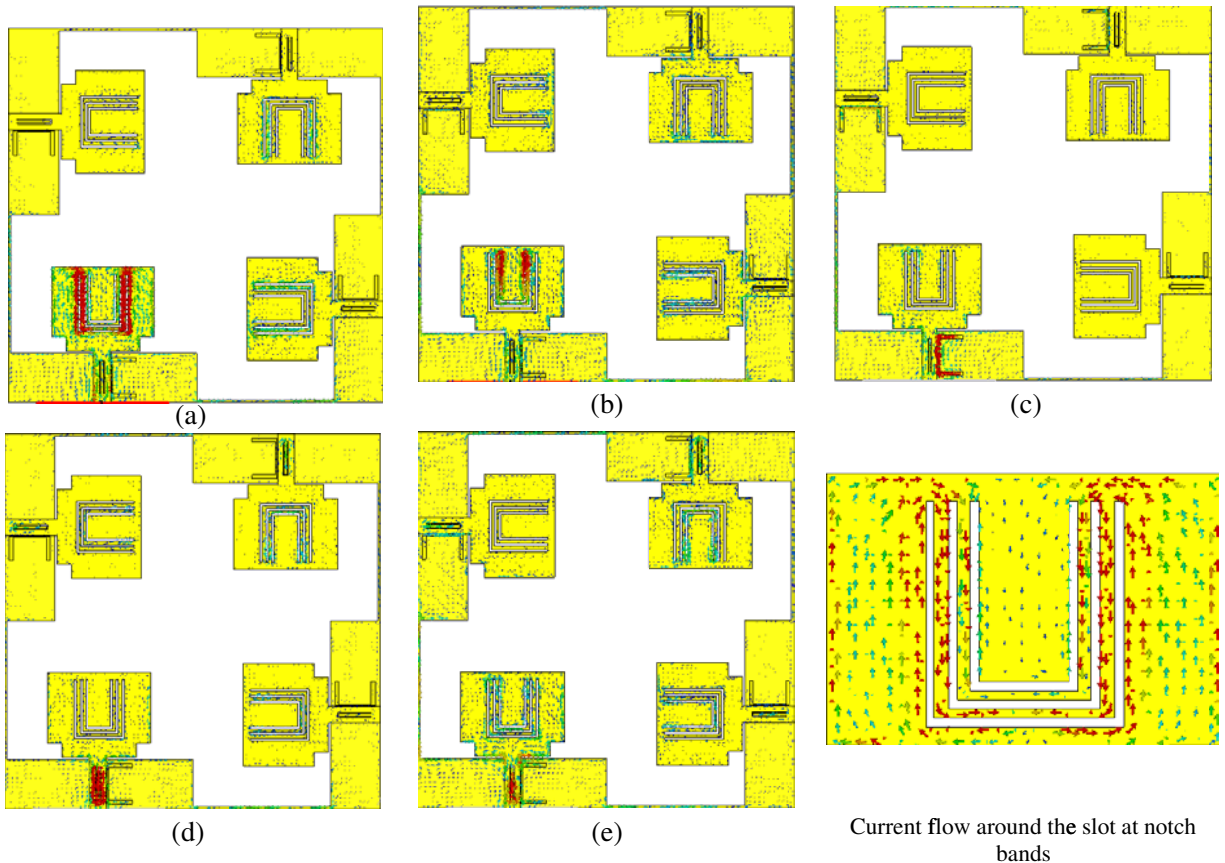 (a)
(b)
(c)
(d)
(e)
Current flow around the slot at notch
bands